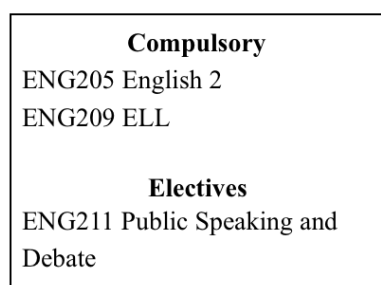 Compulsory
ENG205 English 2
ENG209 ELL
Electives
ENG211 Public Speaking and
Debate